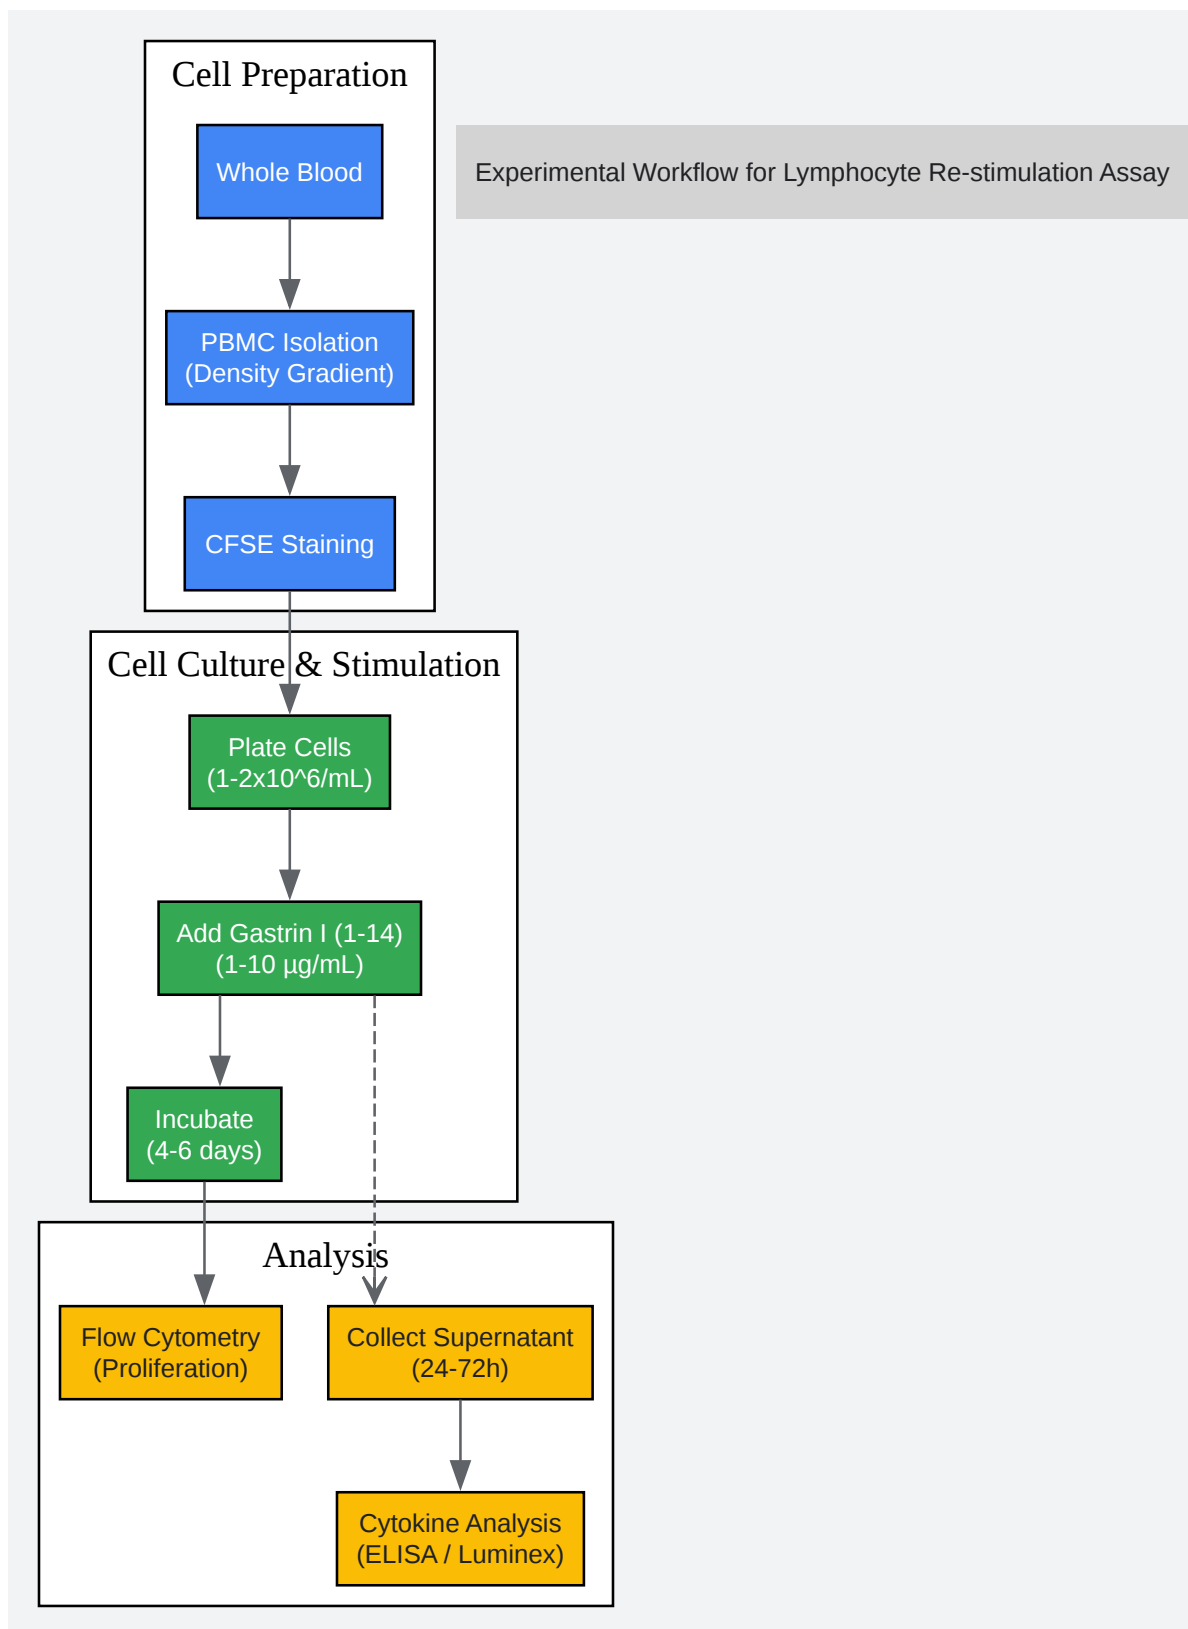 Cell Preparation
Whole Blood
Experimental Workflow for Lymphocyte Re-stimulation Assay
PBMC Isolation
(Density Gradient)
CFSE Staining
Cell Culture & Stimulation
Plate Cells
(1-2x10^6/mL)
Add Gastrin I (1-14)
(1-10 µg/mL)
Incubate
(4-6 days)
Analysis
Flow Cytometry
(Proliferation)
Collect Supernatant
(24-72h)
Cytokine Analysis
(ELISA / Luminex)